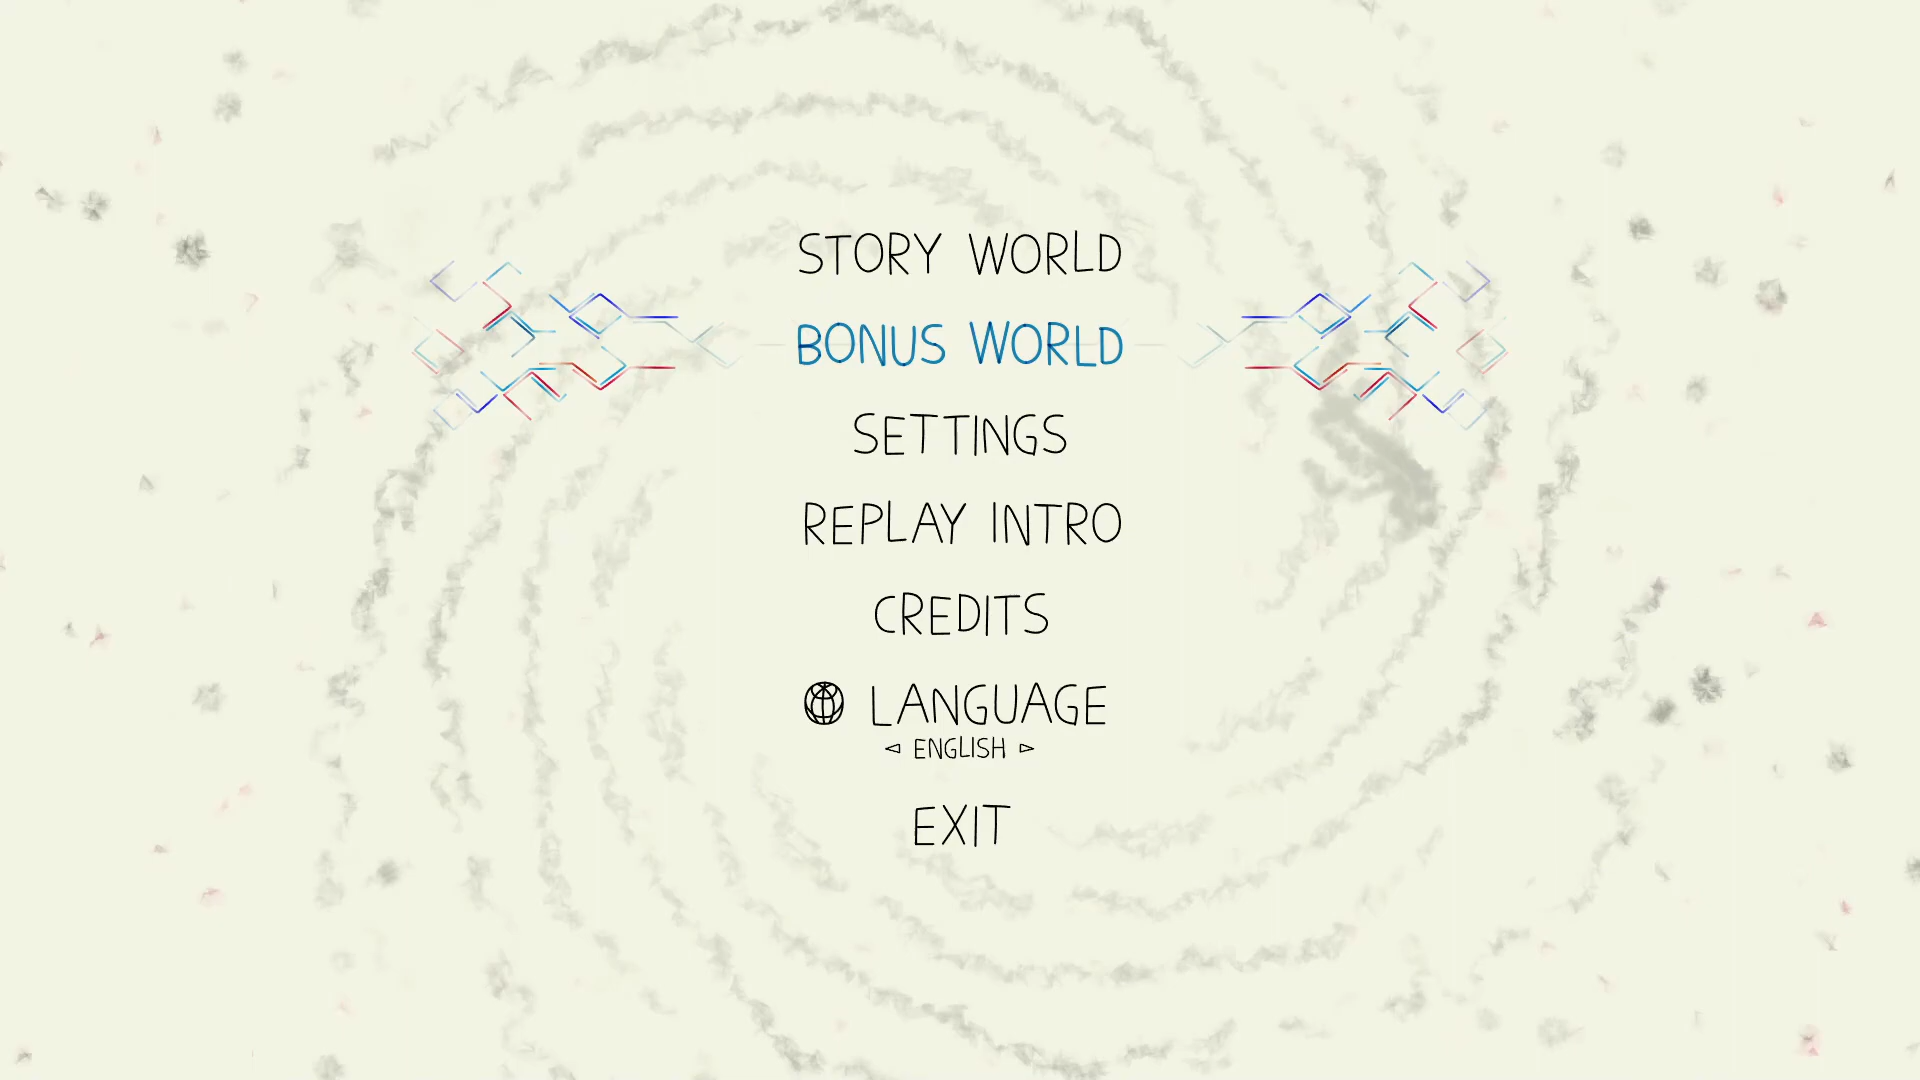 STORY WORLD
BONUS WORLD
SETTINGS
REPLAY INTRO
CREDITS
LANGUAGE
ENGLISH
EXIT